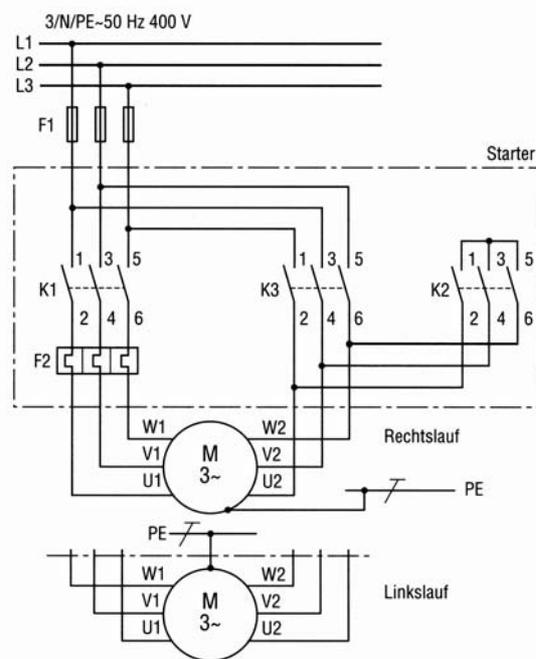 3/N/PE~50 Hz 400 V
L1
L2
L3
F1
Starter
1 3 5
K1
2 4 6
1 3 5
K3
2 4 6
1 3 5
K2
2 4 6
F2
W1 W2
V1 M V2
U1 3~ U2
Rechtslauf
PE
PE
W1 W2
V1 M V2
U1 3~ U2
Linkslauf